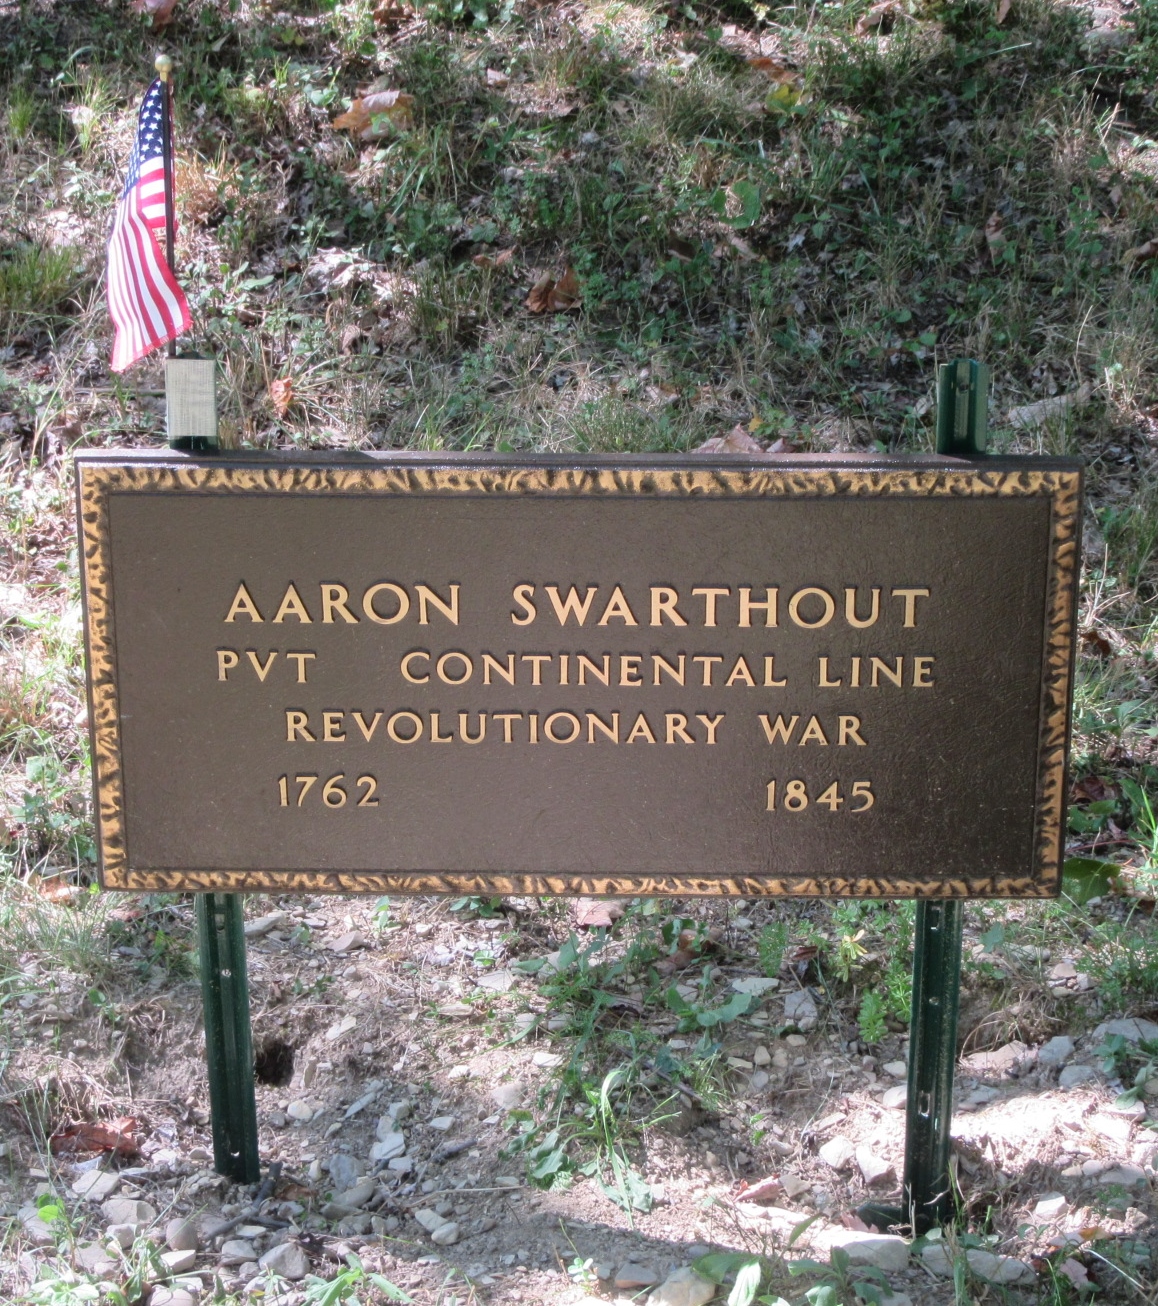 AARON SWARTHOUT
PVT CONTINENTAL LINE
REVOLUTIONARY WAR
1762 1845